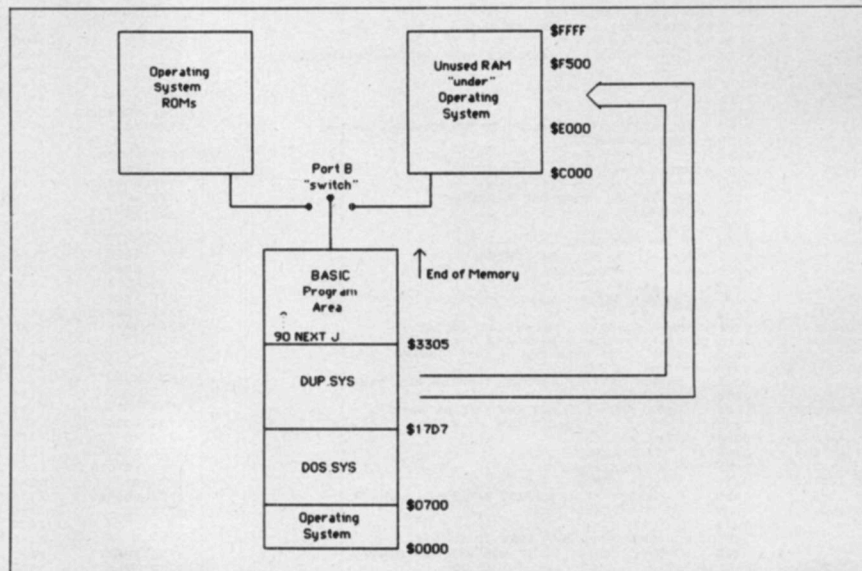 Operating
System
ROMs
Unused RAM
"under"
Operating
System
$FFFF
$F500
$E000
$C000
Port B
"switch"
BASIC
Program
Area
End of Memory
90 NEXT J
$3305
DUP.SYS
$17D7
DOS.SYS
$0700
Operating
System
$0000